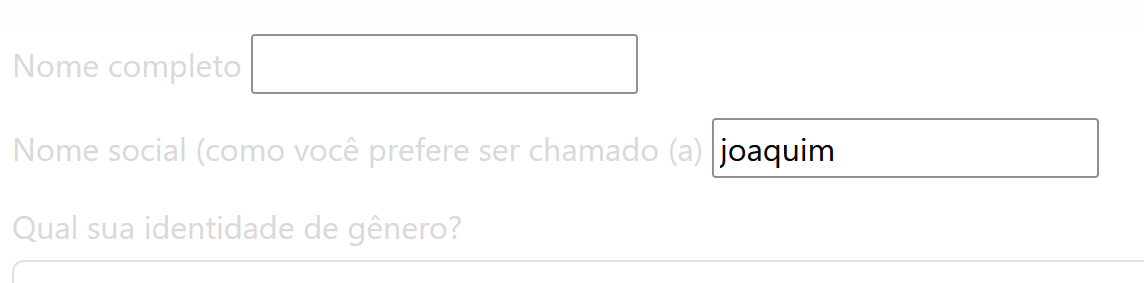 Nome completo
Nome social (como você prefere ser chamado (a) joaquim
Qual sua identidade de gênero?